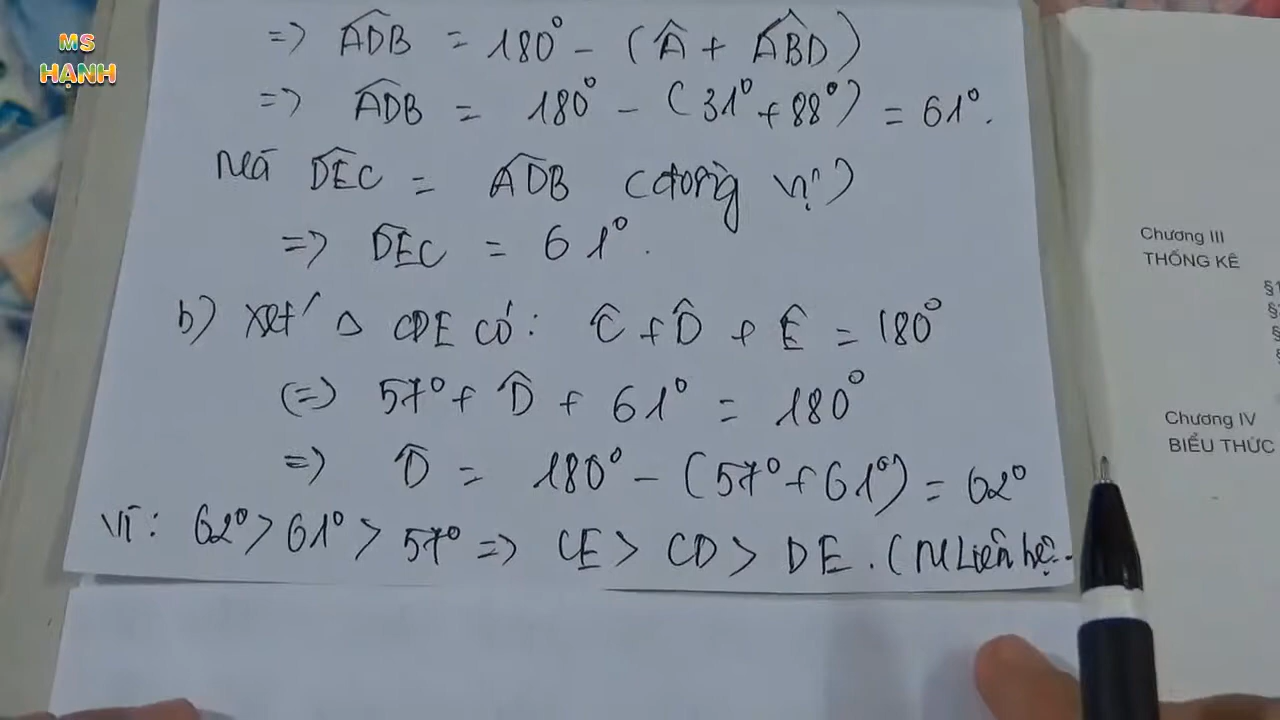 MS
HẠNH
=> ADB = 180° - (Â + ABD)
=> ADB = 180° - (31° + 88°) = 61°.
Mà DEC = ADB (đồng vị)
=> DEC = 61°.
b) Xét Δ CDE có: Ĉ + D̂ + Ê = 180°
(=) 57° + D̂ + 61° = 180°
=> D̂ = 180° - (57° + 61°) = 62°
Vì: 62° > 61° > 57° => CE > CD > DE. ( Liên hệ..
Chương III
THỐNG KÊ
Chương IV
BIỂU THỨC